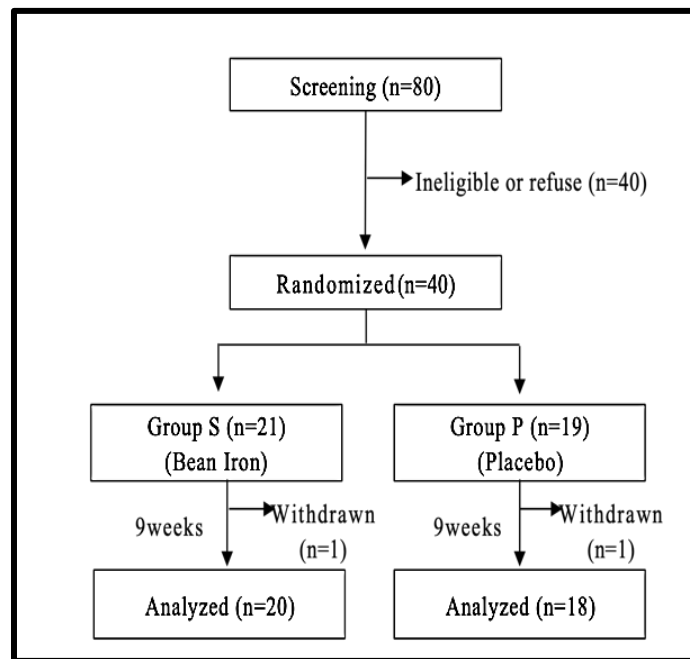 Screening (n=80)
Ineligible or refuse (n=40)
Randomized (n=40)
Group S (n=21)
(Bean Iron)
Group P (n=19)
(Placebo)
9weeks
Withdrawn
(n=1)
9weeks
Withdrawn
(n=1)
Analyzed (n=20)
Analyzed (n=18)